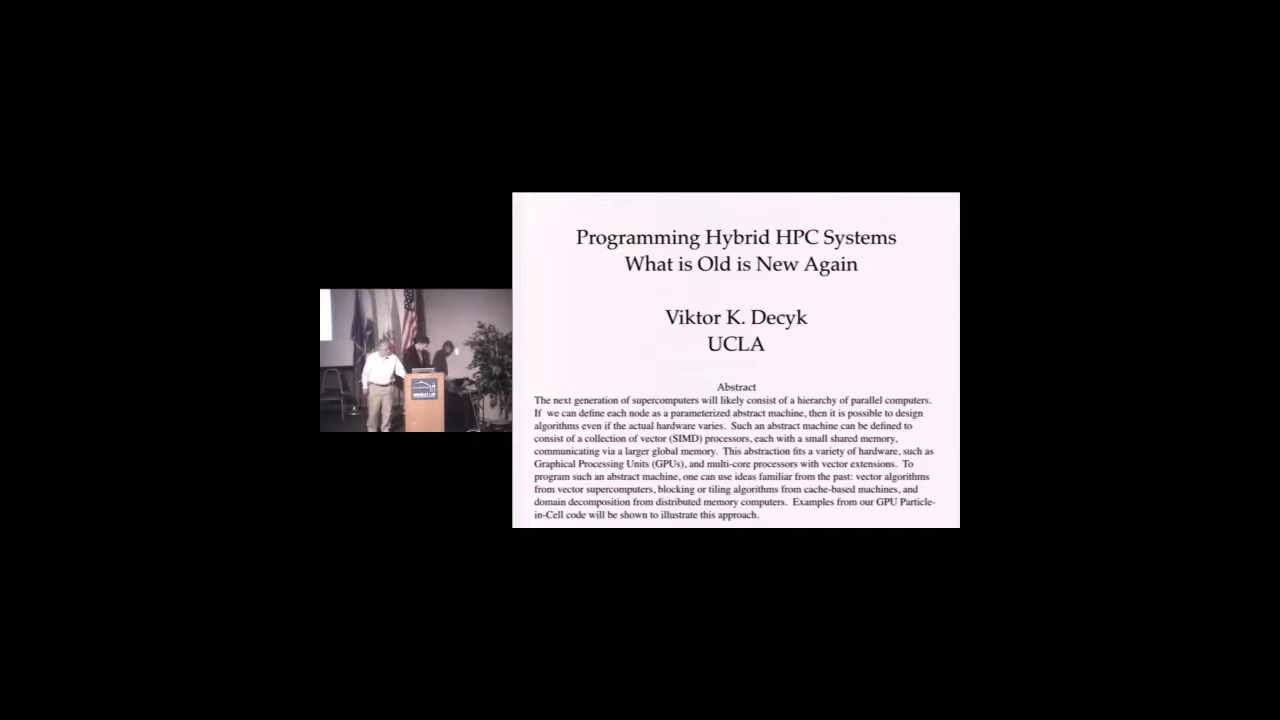 Programming Hybrid HPC Systems
What is Old is New Again
Viktor K. Decyk
UCLA
Abstract
The next generation of supercomputers will likely consist of a hierarchy of parallel computers.
If we can define each node as a parameterized abstract machine, then it is possible to design
algorithms even if the actual hardware varies. Such an abstract machine can be defined to
consist of a collection of vector (SIMD) processors, each with a small shared memory,
communicating via a larger global memory. This abstraction fits a variety of hardware, such as
Graphical Processing Units (GPUs), and multi-core processors with vector extensions. To
program such an abstract machine, one can use ideas familiar from the past: vector algorithms
from vector supercomputers, blocking or tiling algorithms from cache-based machines, and
domain decomposition from distributed memory computers. Examples from our GPU Particle-
in-Cell code will be shown to illustrate this approach.